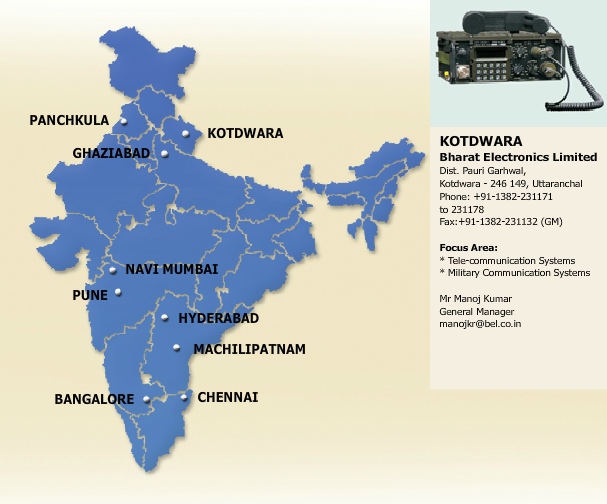 PANCHKULA
KOTDWARA
GHAZIABAD
NAVI MUMBAI
PUNE
HYDERABAD
MACHILIPATNAM
BANGALORE
CHENNAI
KOTDWARA
Bharat Electronics Limited
Dist. Pauri Garhwal,
Kotdwara - 246 149, Uttaranchal
Phone: +91-1382-231171
to 231178
Fax:+91-1382-231132 (GM)
Focus Area:
* Tele-communication Systems
* Military Communication Systems
Mr Manoj Kumar
General Manager
manojkr@bel.co.in